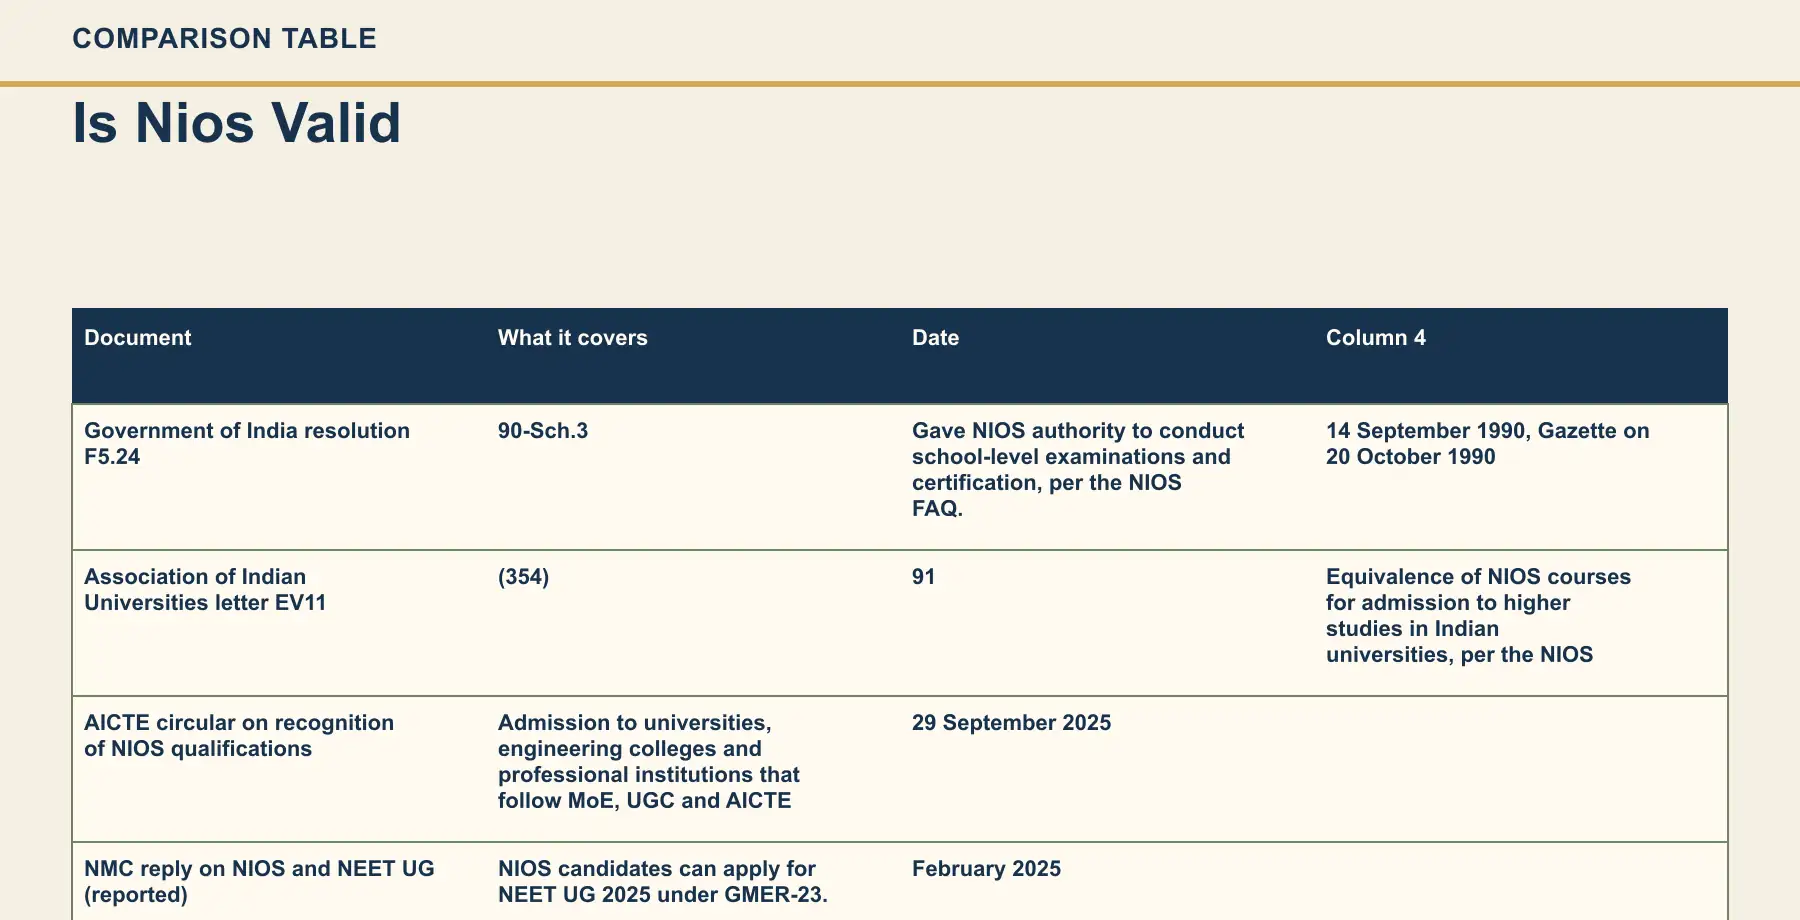 COMPARISON TABLE
Is Nios Valid
Document
What it covers
Date
Column 4
Government of India resolution
F5.24
90-Sch.3
Gave NIOS authority to conduct
school-level examinations and
certification, per the NIOS
FAQ.
14 September 1990, Gazette on
20 October 1990
Association of Indian
Universities letter EV11
(354)
91
Equivalence of NIOS courses
for admission to higher
studies in Indian
universities, per the NIOS
AICTE circular on recognition
of NIOS qualifications
Admission to universities,
engineering colleges and
professional institutions that
follow MoE, UGC and AICTE
29 September 2025
NMC reply on NIOS and NEET UG
(reported)
NIOS candidates can apply for
NEET UG 2025 under GMER-23.
February 2025